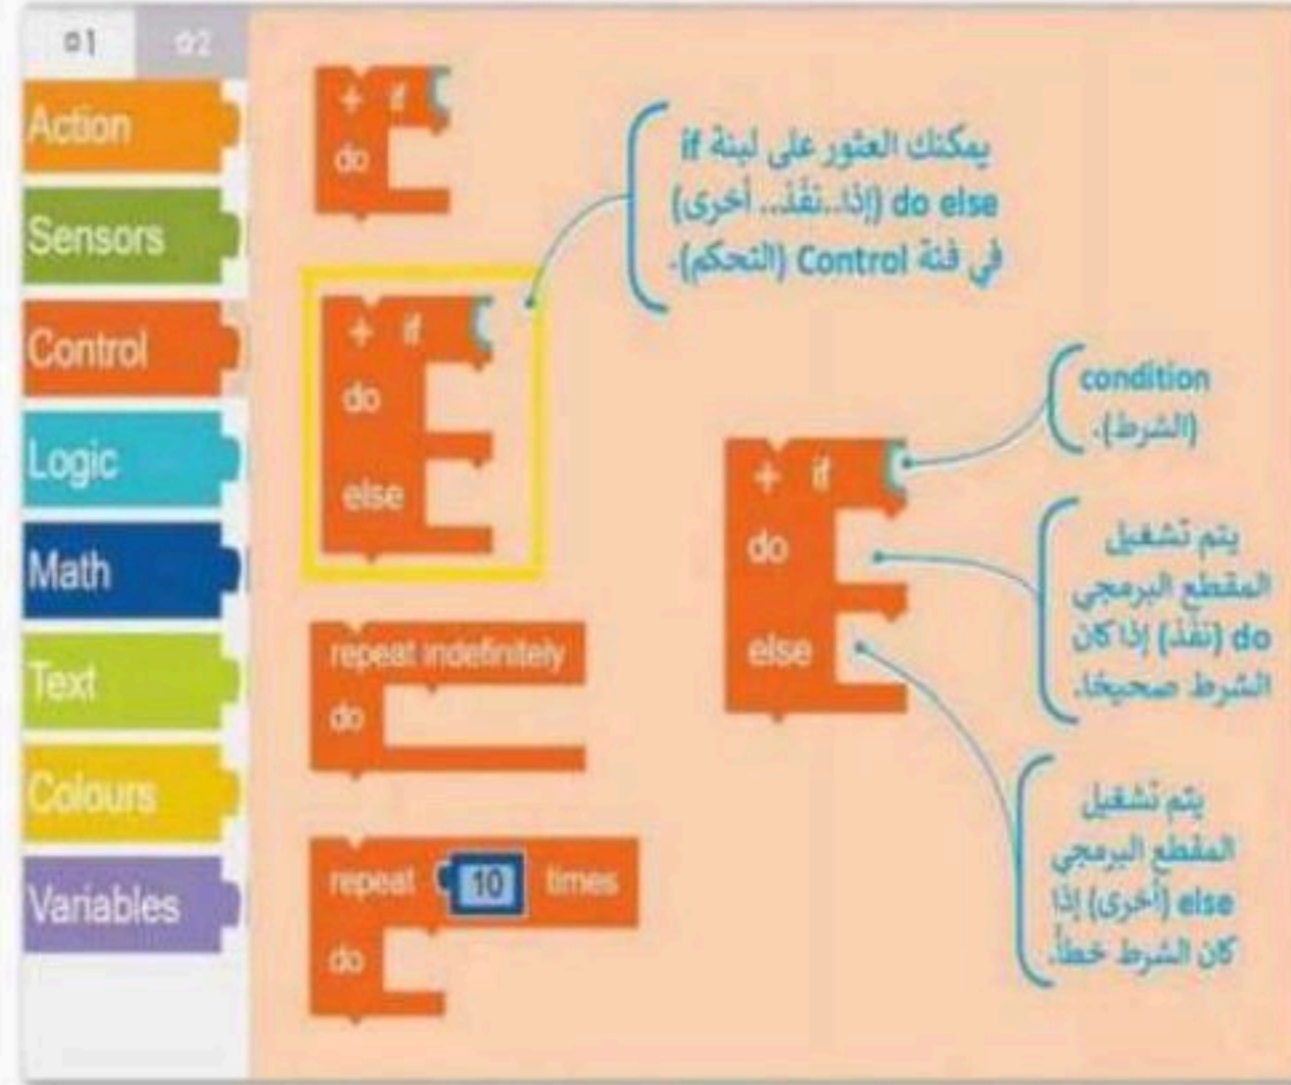 1
2
Action
Sensors
Control
Logic
Math
Text
Colours
Variables
+ if
do
+ if
do
else
repeat indefinitely
do
repeat 10 times
do
يمكنك العثور على لبنة if
do else (إذا..نفّذ.. أخرى)
في فئة Control (التحكم).
+ if
do
else
condition
(الشرط).
يتم تشغيل
المقطع البرمجي
do (نفّذ) إذا كان
الشرط صحيحًا.
يتم تشغيل
المقطع البرمجي
else (أخرى) إذا
كان الشرط خطأً.